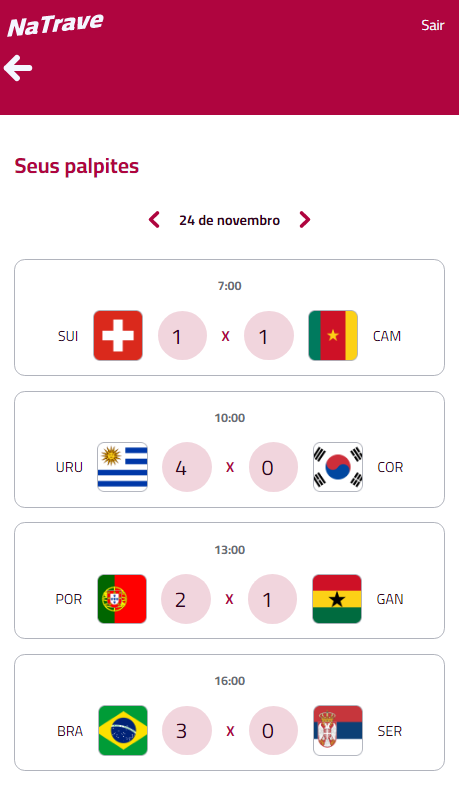 NaTrave
Sair
Seus palpites
24 de novembro
7:00
SUI 1 X 1 CAM
10:00
URU 4 X 0 COR
13:00
POR 2 X 1 GAN
16:00
BRA 3 X 0 SER